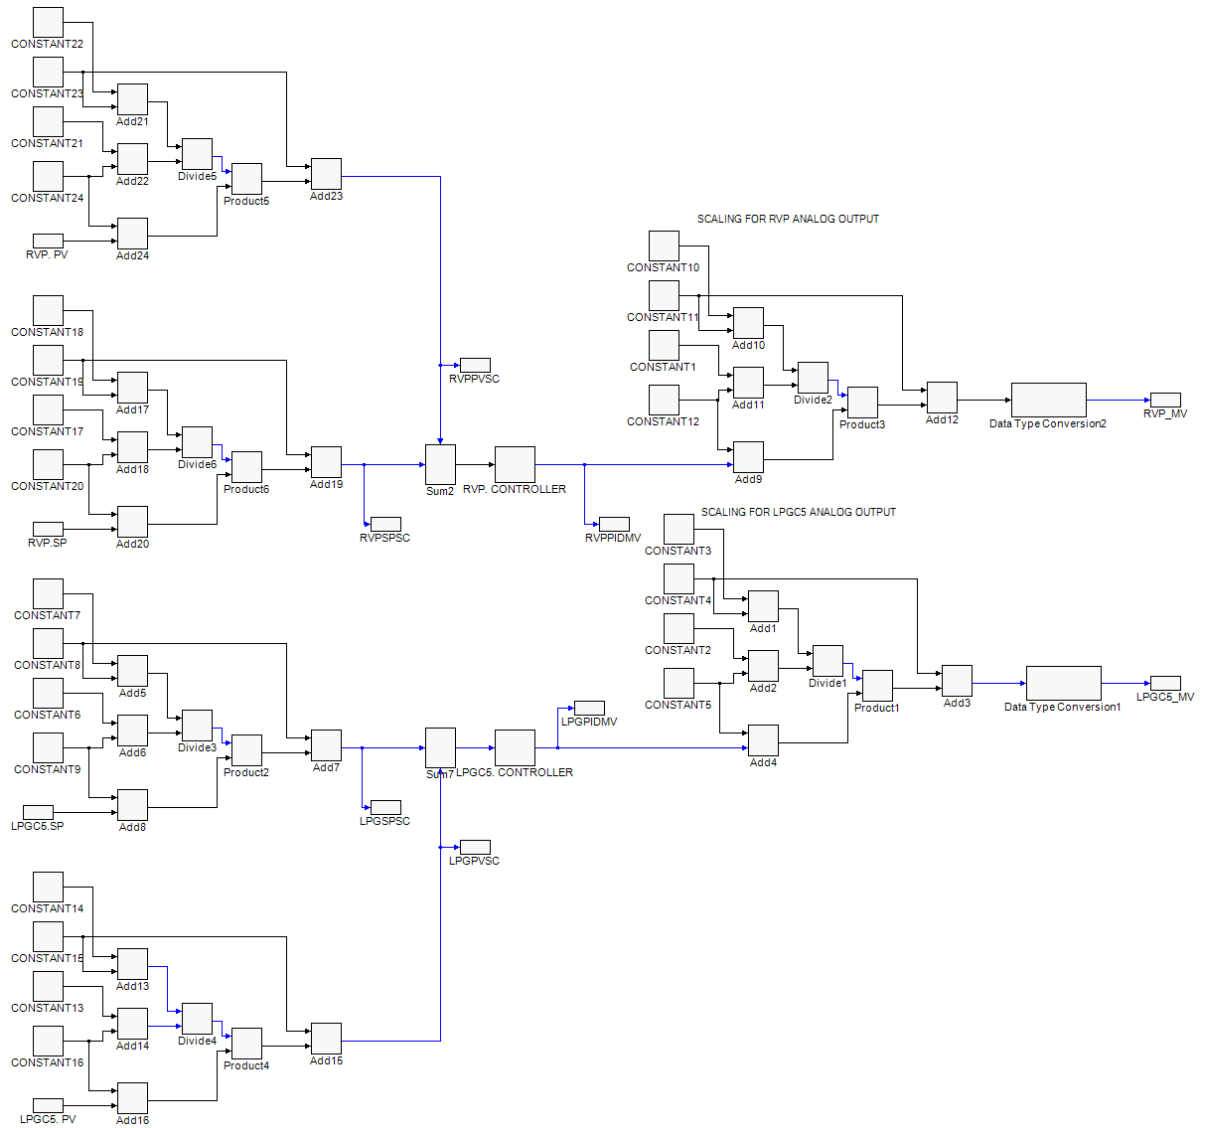 CONSTANT22
CONSTANT23
Add21
CONSTANT21
Add22
Divide5
CONSTANT24
Product5
Add23
Add24
RVP. PV
SCALING FOR RVP ANALOG OUTPUT
CONSTANT10
CONSTANT11
Add10
CONSTANT1
Add11
Divide2
CONSTANT12
Product3
Add12
Data Type Conversion2
RVP_MV
Add9
CONSTANT18
CONSTANT19
Add17
CONSTANT17
Add18
Divide6
CONSTANT20
Product6
Add19
Add20
RVP.SP
RVPPVSC
Sum2
RVP. CONTROLLER
RVPSPSC
RVPPIDMV
SCALING FOR LPGC5 ANALOG OUTPUT
CONSTANT3
CONSTANT4
Add1
CONSTANT2
Add2
Divide1
CONSTANT5
Product1
Add3
Data Type Conversion1
LPGC5_MV
Add4
CONSTANT7
CONSTANT8
Add5
CONSTANT6
Add6
Divide3
CONSTANT9
Product2
Add7
Add8
LPGC5.SP
LPGPIDMV
Sum7
LPGC5. CONTROLLER
LPGSPSC
LPGPVSC
CONSTANT14
CONSTANT15
Add13
CONSTANT13
Add14
Divide4
CONSTANT16
Product4
Add15
Add16
LPGC5. PV